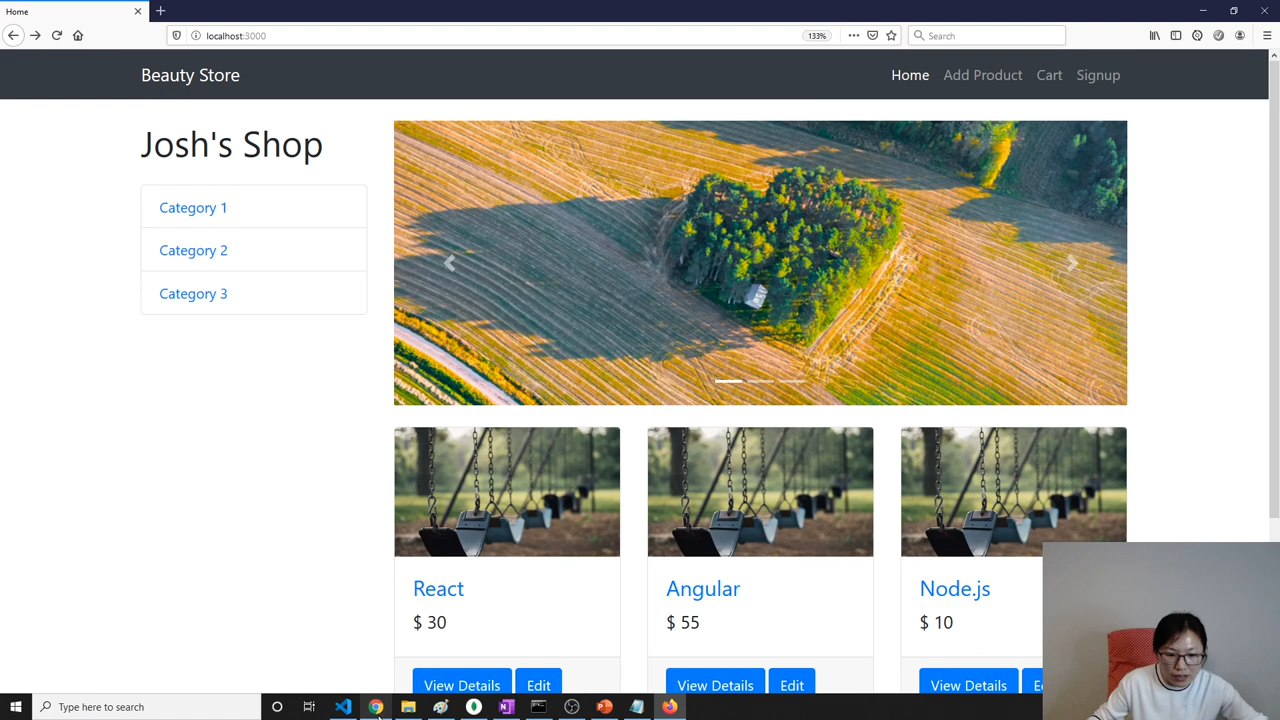 Home
localhost:3000
133%
Search
Beauty Store
Home
Add Product
Cart
Signup
Josh's Shop
Category 1
Category 2
Category 3
React
$ 30
View Details
Edit
Angular
$ 55
View Details
Edit
Node.js
$ 10
View Details
Type here to search